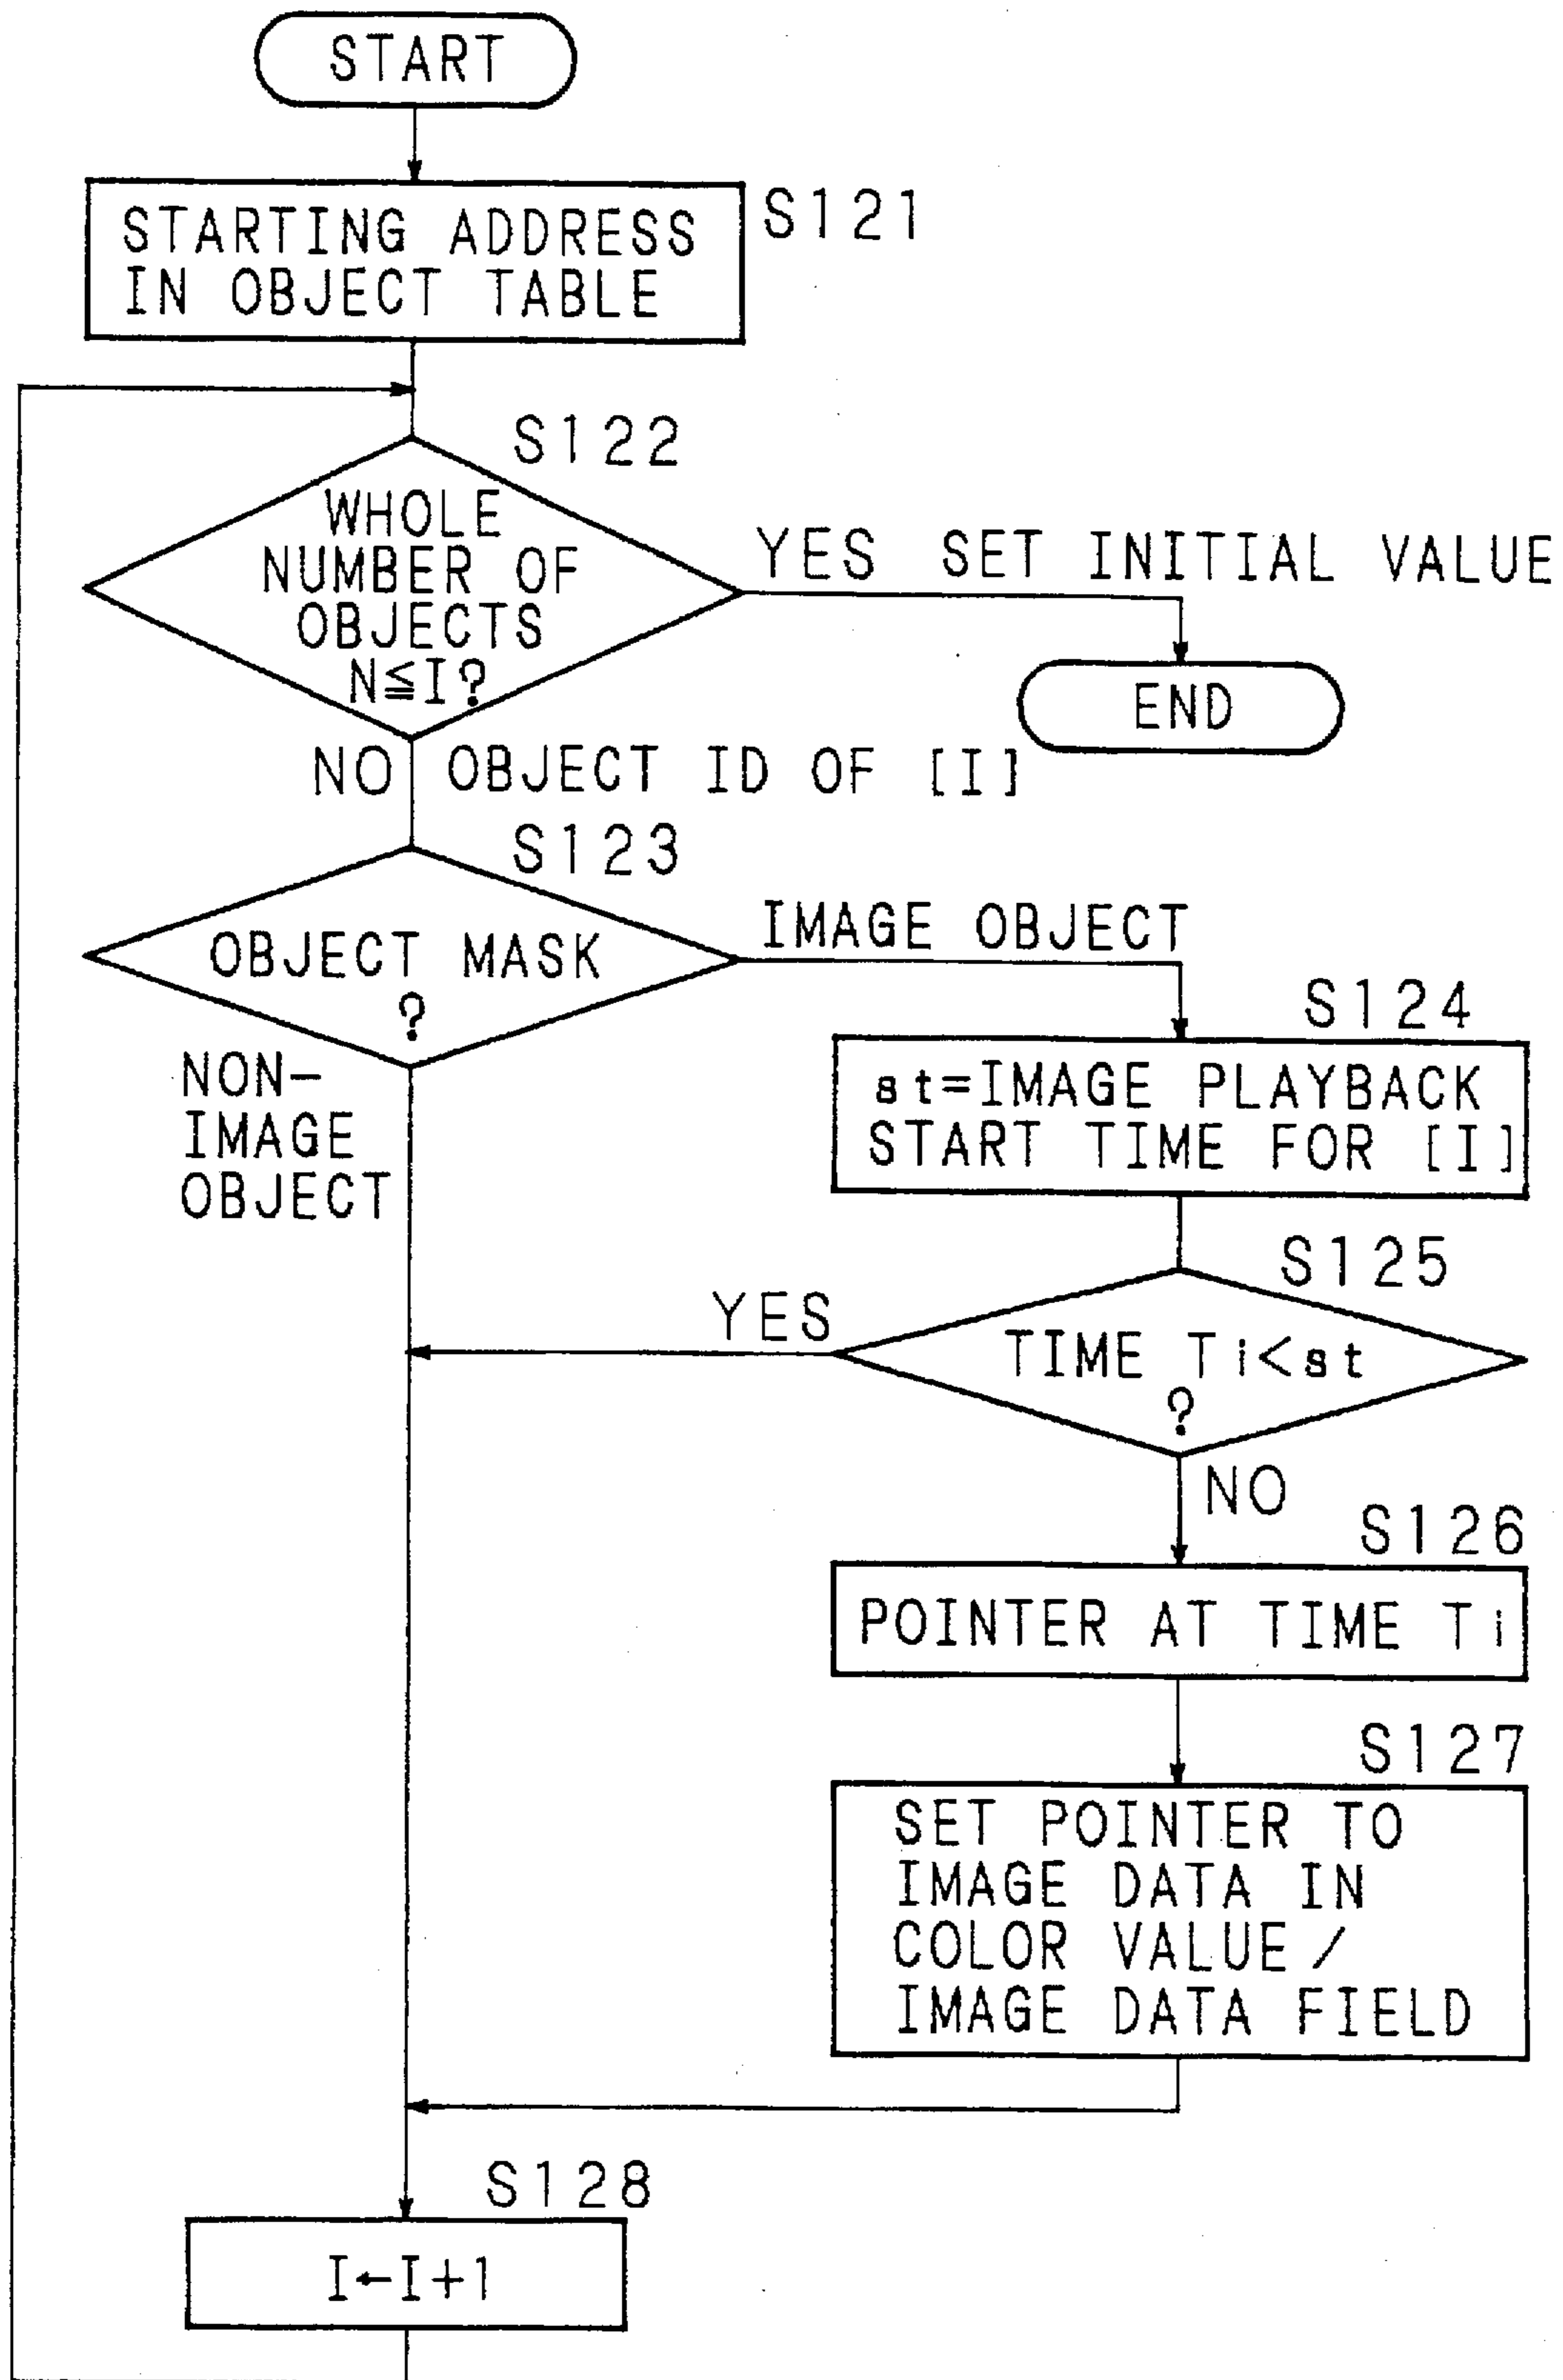 START
S121
STARTING ADDRESS
IN OBJECT TABLE
S122
WHOLE
NUMBER OF
OBJECTS
N≦I?
YES SET INITIAL VALUE
END
NO OBJECT ID OF [I]
S123
OBJECT MASK
?
IMAGE OBJECT
NON-
IMAGE
OBJECT
S124
st=IMAGE PLAYBACK
START TIME FOR [I]
S125
YES
TIME Ti<st
?
NO
S126
POINTER AT TIME Ti
S127
SET POINTER TO
IMAGE DATA IN
COLOR VALUE/
IMAGE DATA FIELD
S128
I←I+1